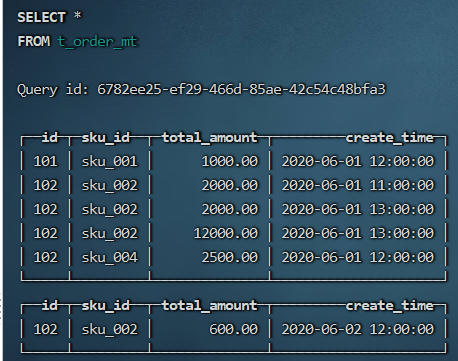 SELECT *
FROM t_order_mt
Query id: 6782ee25-ef29-466d-85ae-42c54c48bfa3
id sku_id total_amount create_time
101 sku_001 1000.00 2020-06-01 12:00:00
102 sku_002 2000.00 2020-06-01 11:00:00
102 sku_002 2000.00 2020-06-01 13:00:00
102 sku_002 12000.00 2020-06-01 13:00:00
102 sku_004 2500.00 2020-06-01 12:00:00
id sku_id total_amount create_time
102 sku_002 600.00 2020-06-02 12:00:00